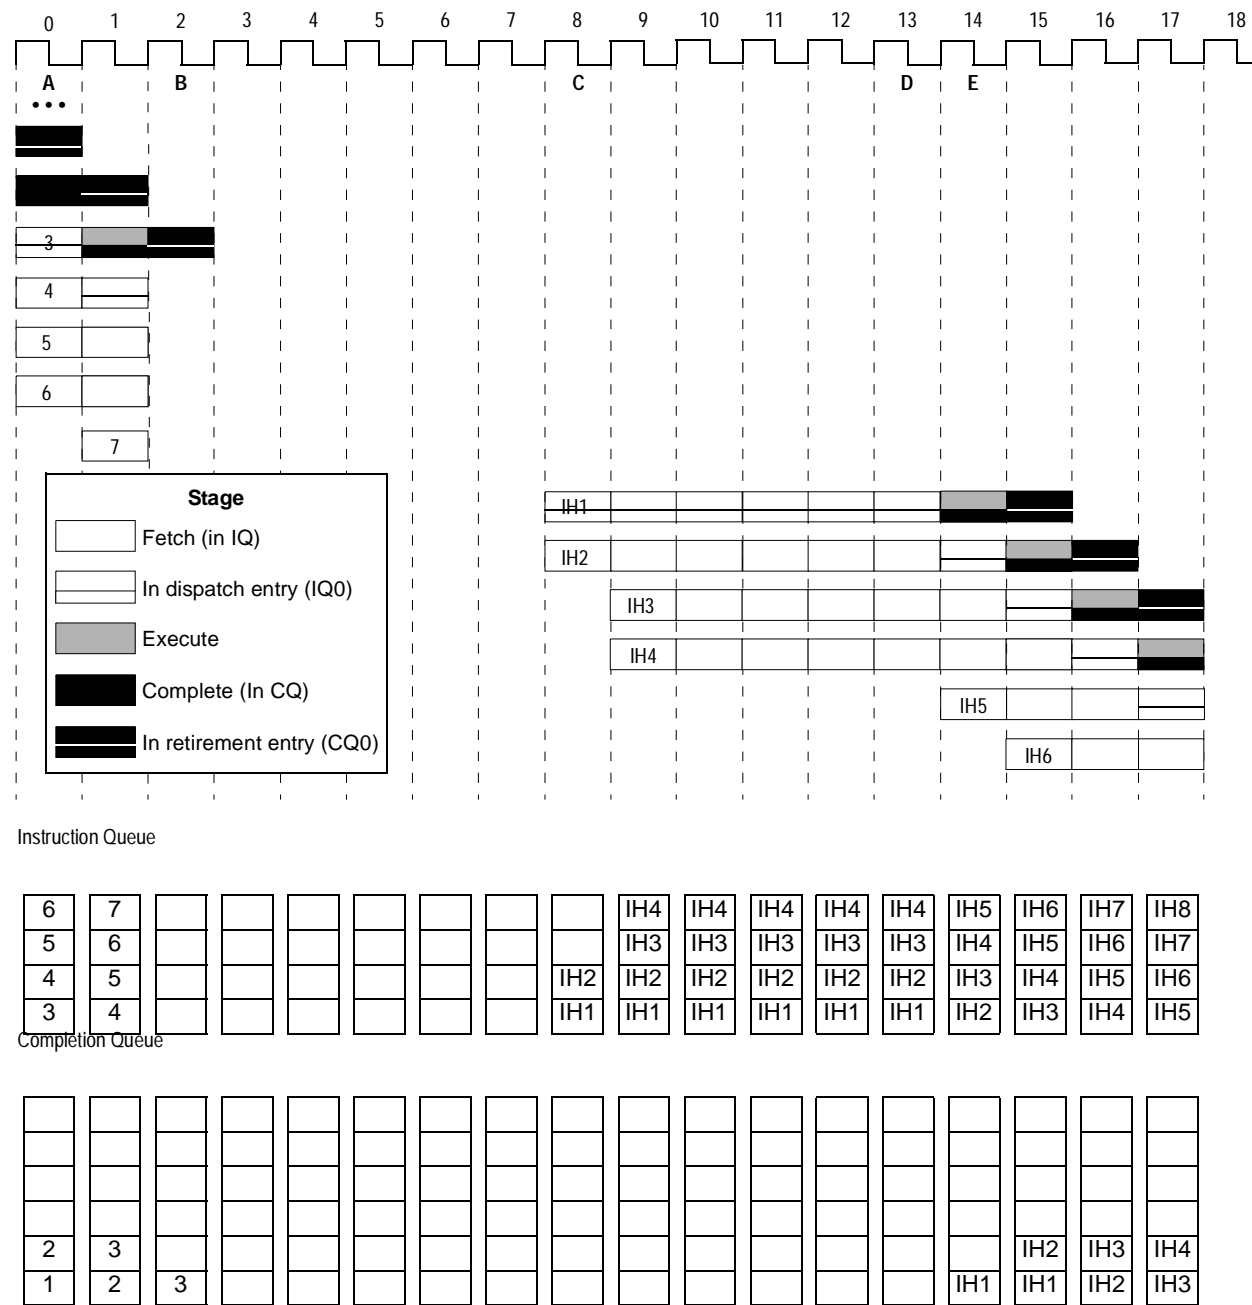 0 1 2 3 4 5 6 7 8 9 10 11 12 13 14 15 16 17 18
A B C D E
•••
3
4
5
6
7
Stage
Fetch (in IQ)
In dispatch entry (IQ0)
Execute
Complete (In CQ)
In retirement entry (CQ0)
IH1
IH2
IH3
IH4
IH5
IH6
Instruction Queue
6 7 IH4 IH4 IH4 IH4 IH4 IH5 IH6 IH7 IH8
5 6 IH3 IH3 IH3 IH3 IH3 IH4 IH5 IH6 IH7
4 5 IH2 IH2 IH2 IH2 IH2 IH2 IH3 IH4 IH5 IH6
3 4 IH1 IH1 IH1 IH1 IH1 IH1 IH2 IH3 IH4 IH5
Completion Queue
2 3 IH2 IH3 IH4
1 2 3 IH1 IH1 IH2 IH3